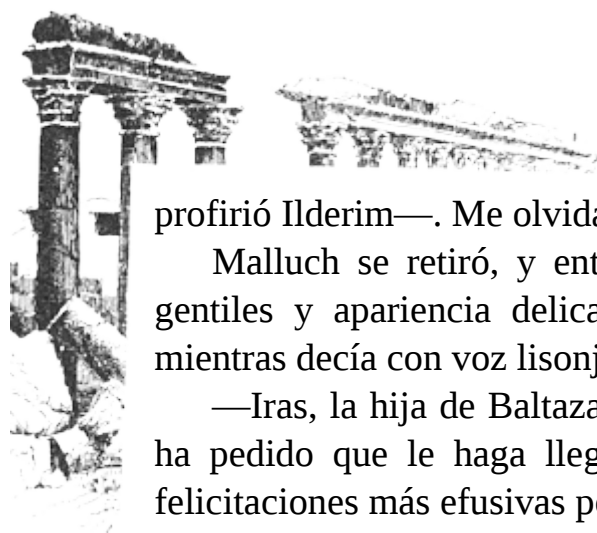 profirió Ilderim—. Me olvida
Malluch se retiró, y ent
gentiles y apariencia delica
mientras decía con voz lisonj
—Iras, la hija de Baltaza
ha pedido que le haga lleg
felicitaciones más efusivas p